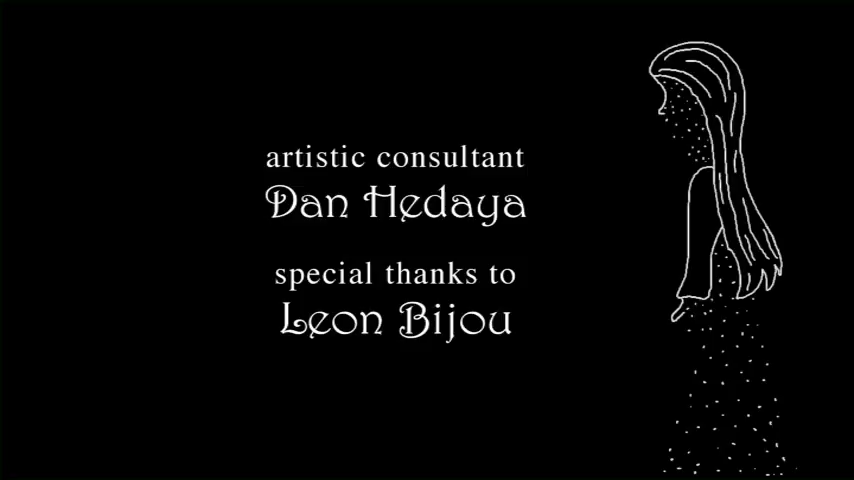 artistic consultant
Dan Hedaya
special thanks to
Leon Bijou